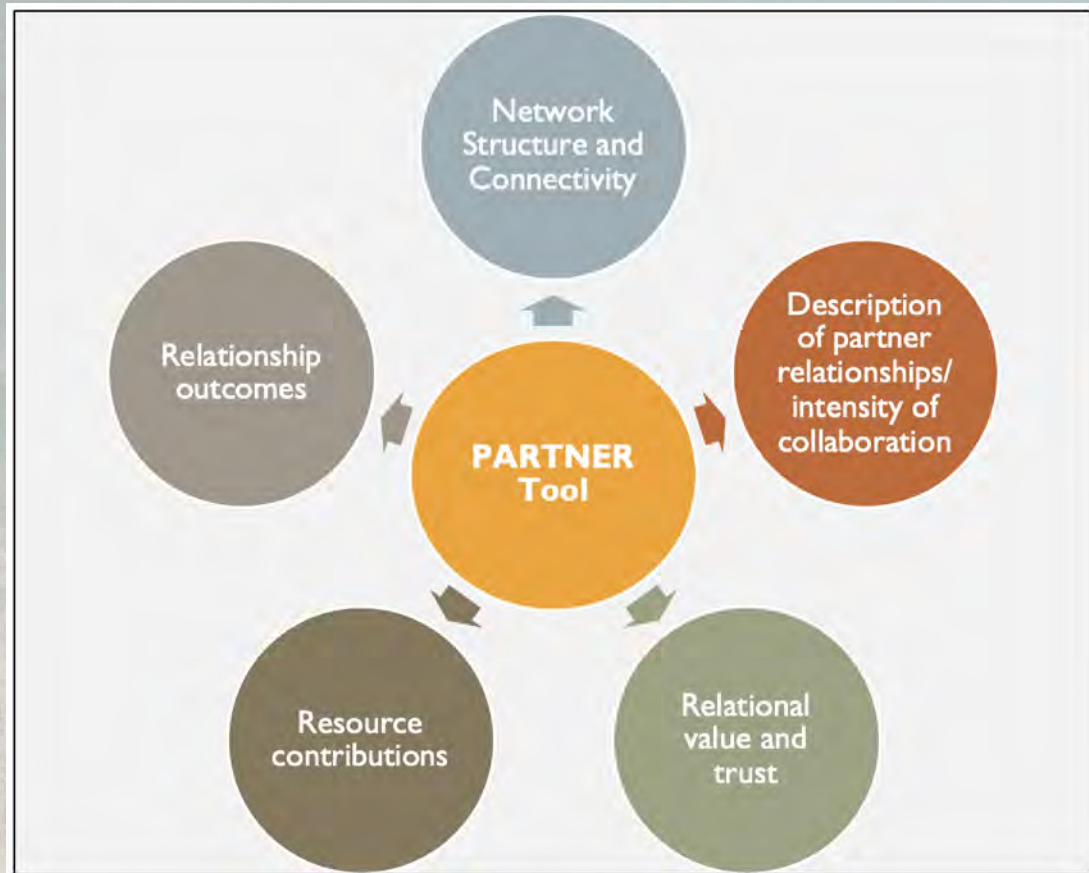 Network
Structure and
Connectivity
Description
of partner
relationships/
intensity of
collaboration
Relational
value and
trust
Resource
contributions
Relationship
outcomes
PARTNER
Tool